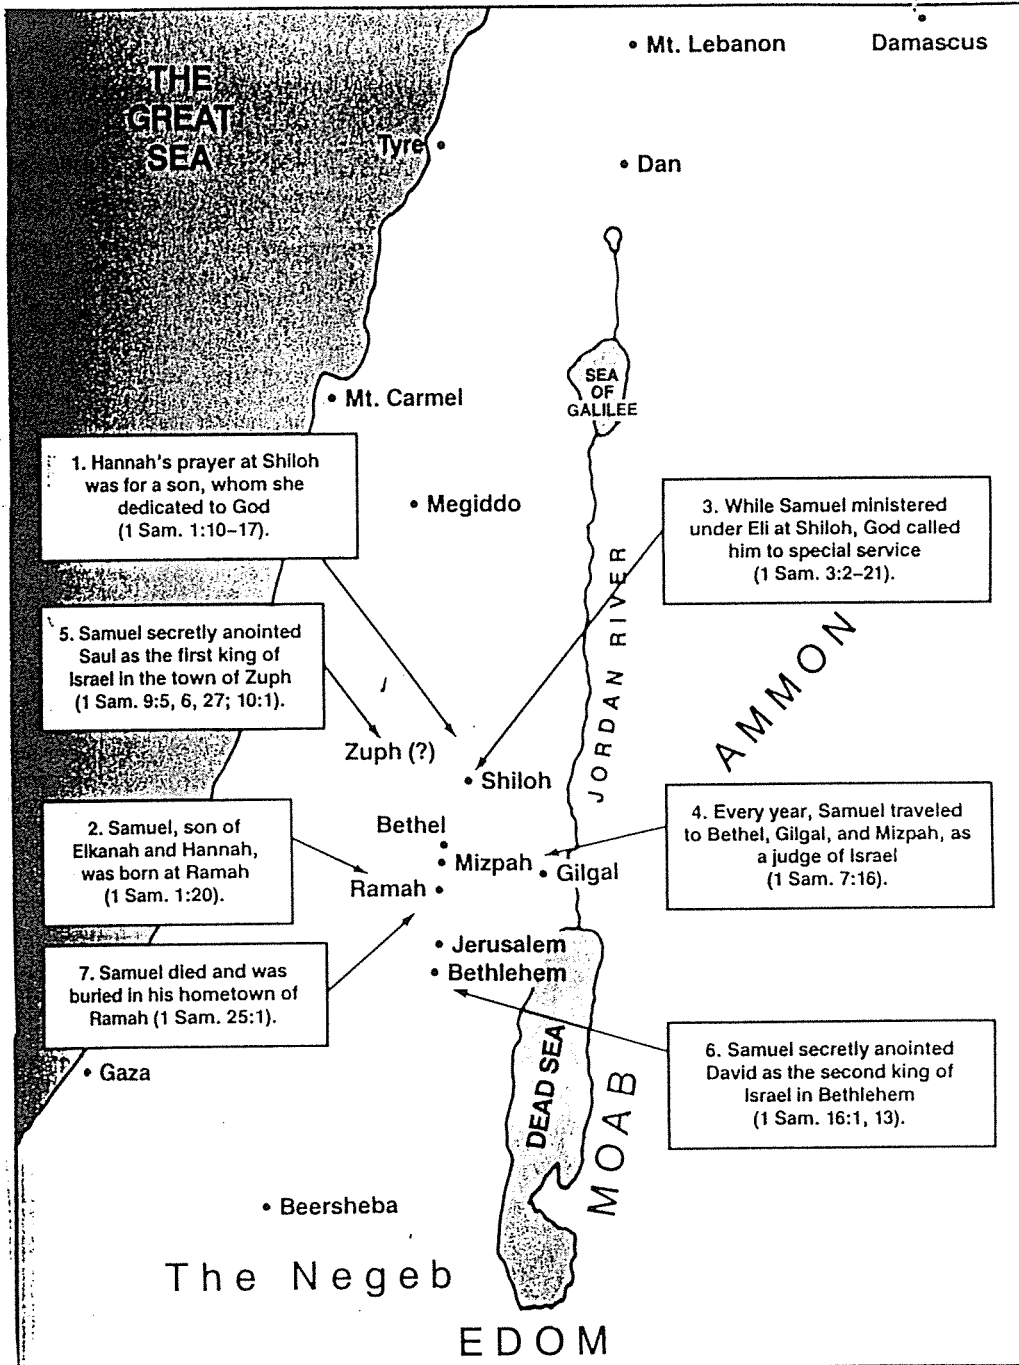 Mt. Lebanon
Damascus
THE
GREAT
SEA
Tyre
Dan
SEA
OF
GALILEE
Mt. Carmel
1. Hannah's prayer at Shiloh
was for a son, whom she
dedicated to God
(1 Sam. 1:10–17).
Megiddo
3. While Samuel ministered
under Eli at Shiloh, God called
him to special service
(1 Sam. 3:2–21).
JORDAN RIVER
AMMON
5. Samuel secretly anointed
Saul as the first king of
Israel in the town of Zuph
(1 Sam. 9:5, 6, 27; 10:1).
Zuph (?)
Shiloh
2. Samuel, son of
Elkanah and Hannah,
was born at Ramah
(1 Sam. 1:20).
Bethel
Mizpah
Gilgal
Ramah
4. Every year, Samuel traveled
to Bethel, Gilgal, and Mizpah, as
a judge of Israel
(1 Sam. 7:16).
Jerusalem
Bethlehem
7. Samuel died and was
buried in his hometown of
Ramah (1 Sam. 25:1).
Gaza
DEAD SEA
MOAB
6. Samuel secretly anointed
David as the second king of
Israel in Bethlehem
(1 Sam. 16:1, 13).
Beersheba
The Negeb
EDOM